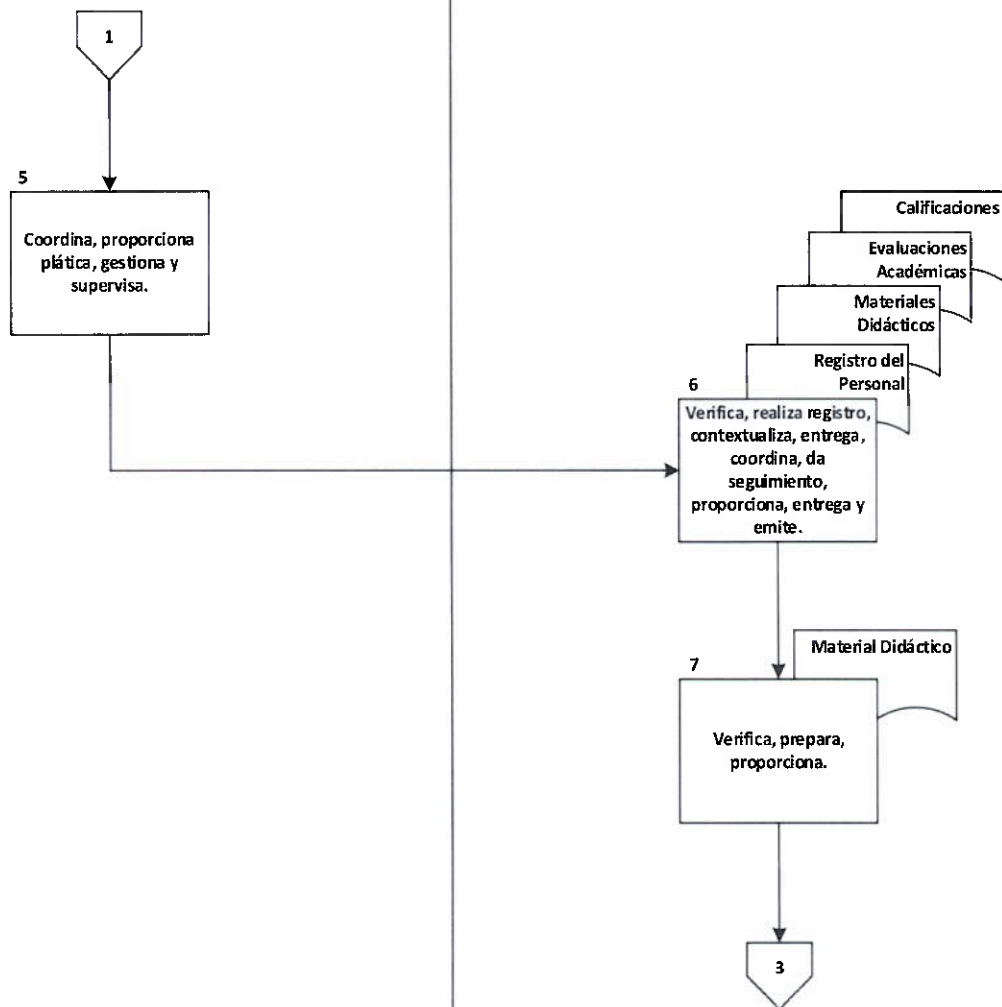 1
5
Coordina, proporciona
plática, gestiona y
supervisa.
Calificaciones
Evaluaciones
Académicas
Materiales
Didácticos
Registro del
Personal
6
Verifica, realiza registro,
contextualiza, entrega,
coordina, da
seguimiento,
proporciona, entrega y
emite.
Material Didáctico
7
Verifica, prepara,
proporciona.
3